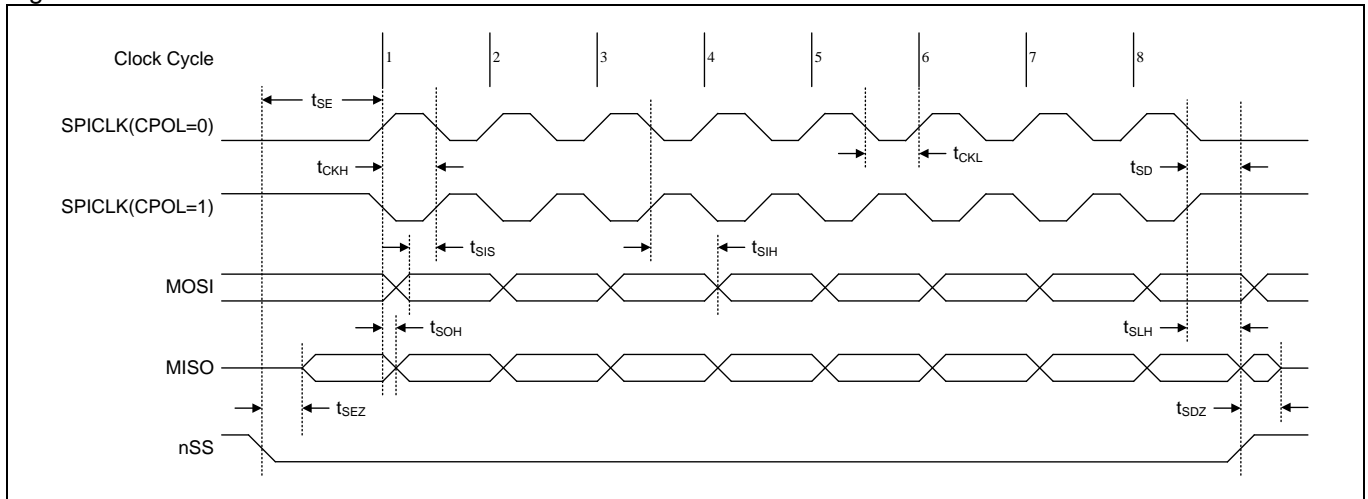 Clock Cycle
1 2 3 4 5 6 7 8
tSE
SPICLK(CPOL=0)
tCKH tCKL tSD
SPICLK(CPOL=1)
tSIS tSIH
MOSI
tSOH tSLH
MISO
tSEZ tSDZ
nSS